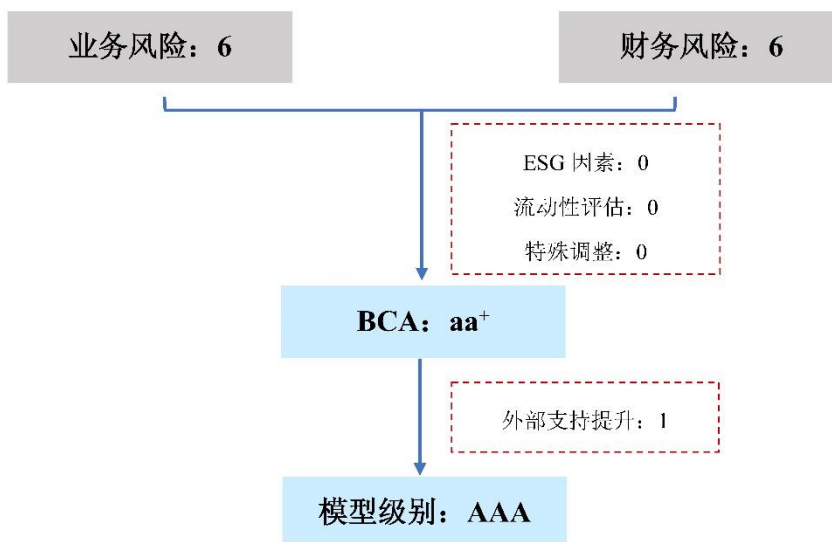 业务风险：6
财务风险：6
ESG 因素：0
流动性评估：0
特殊调整：0
BCA：aa⁺
外部支持提升：1
模型级别：AAA